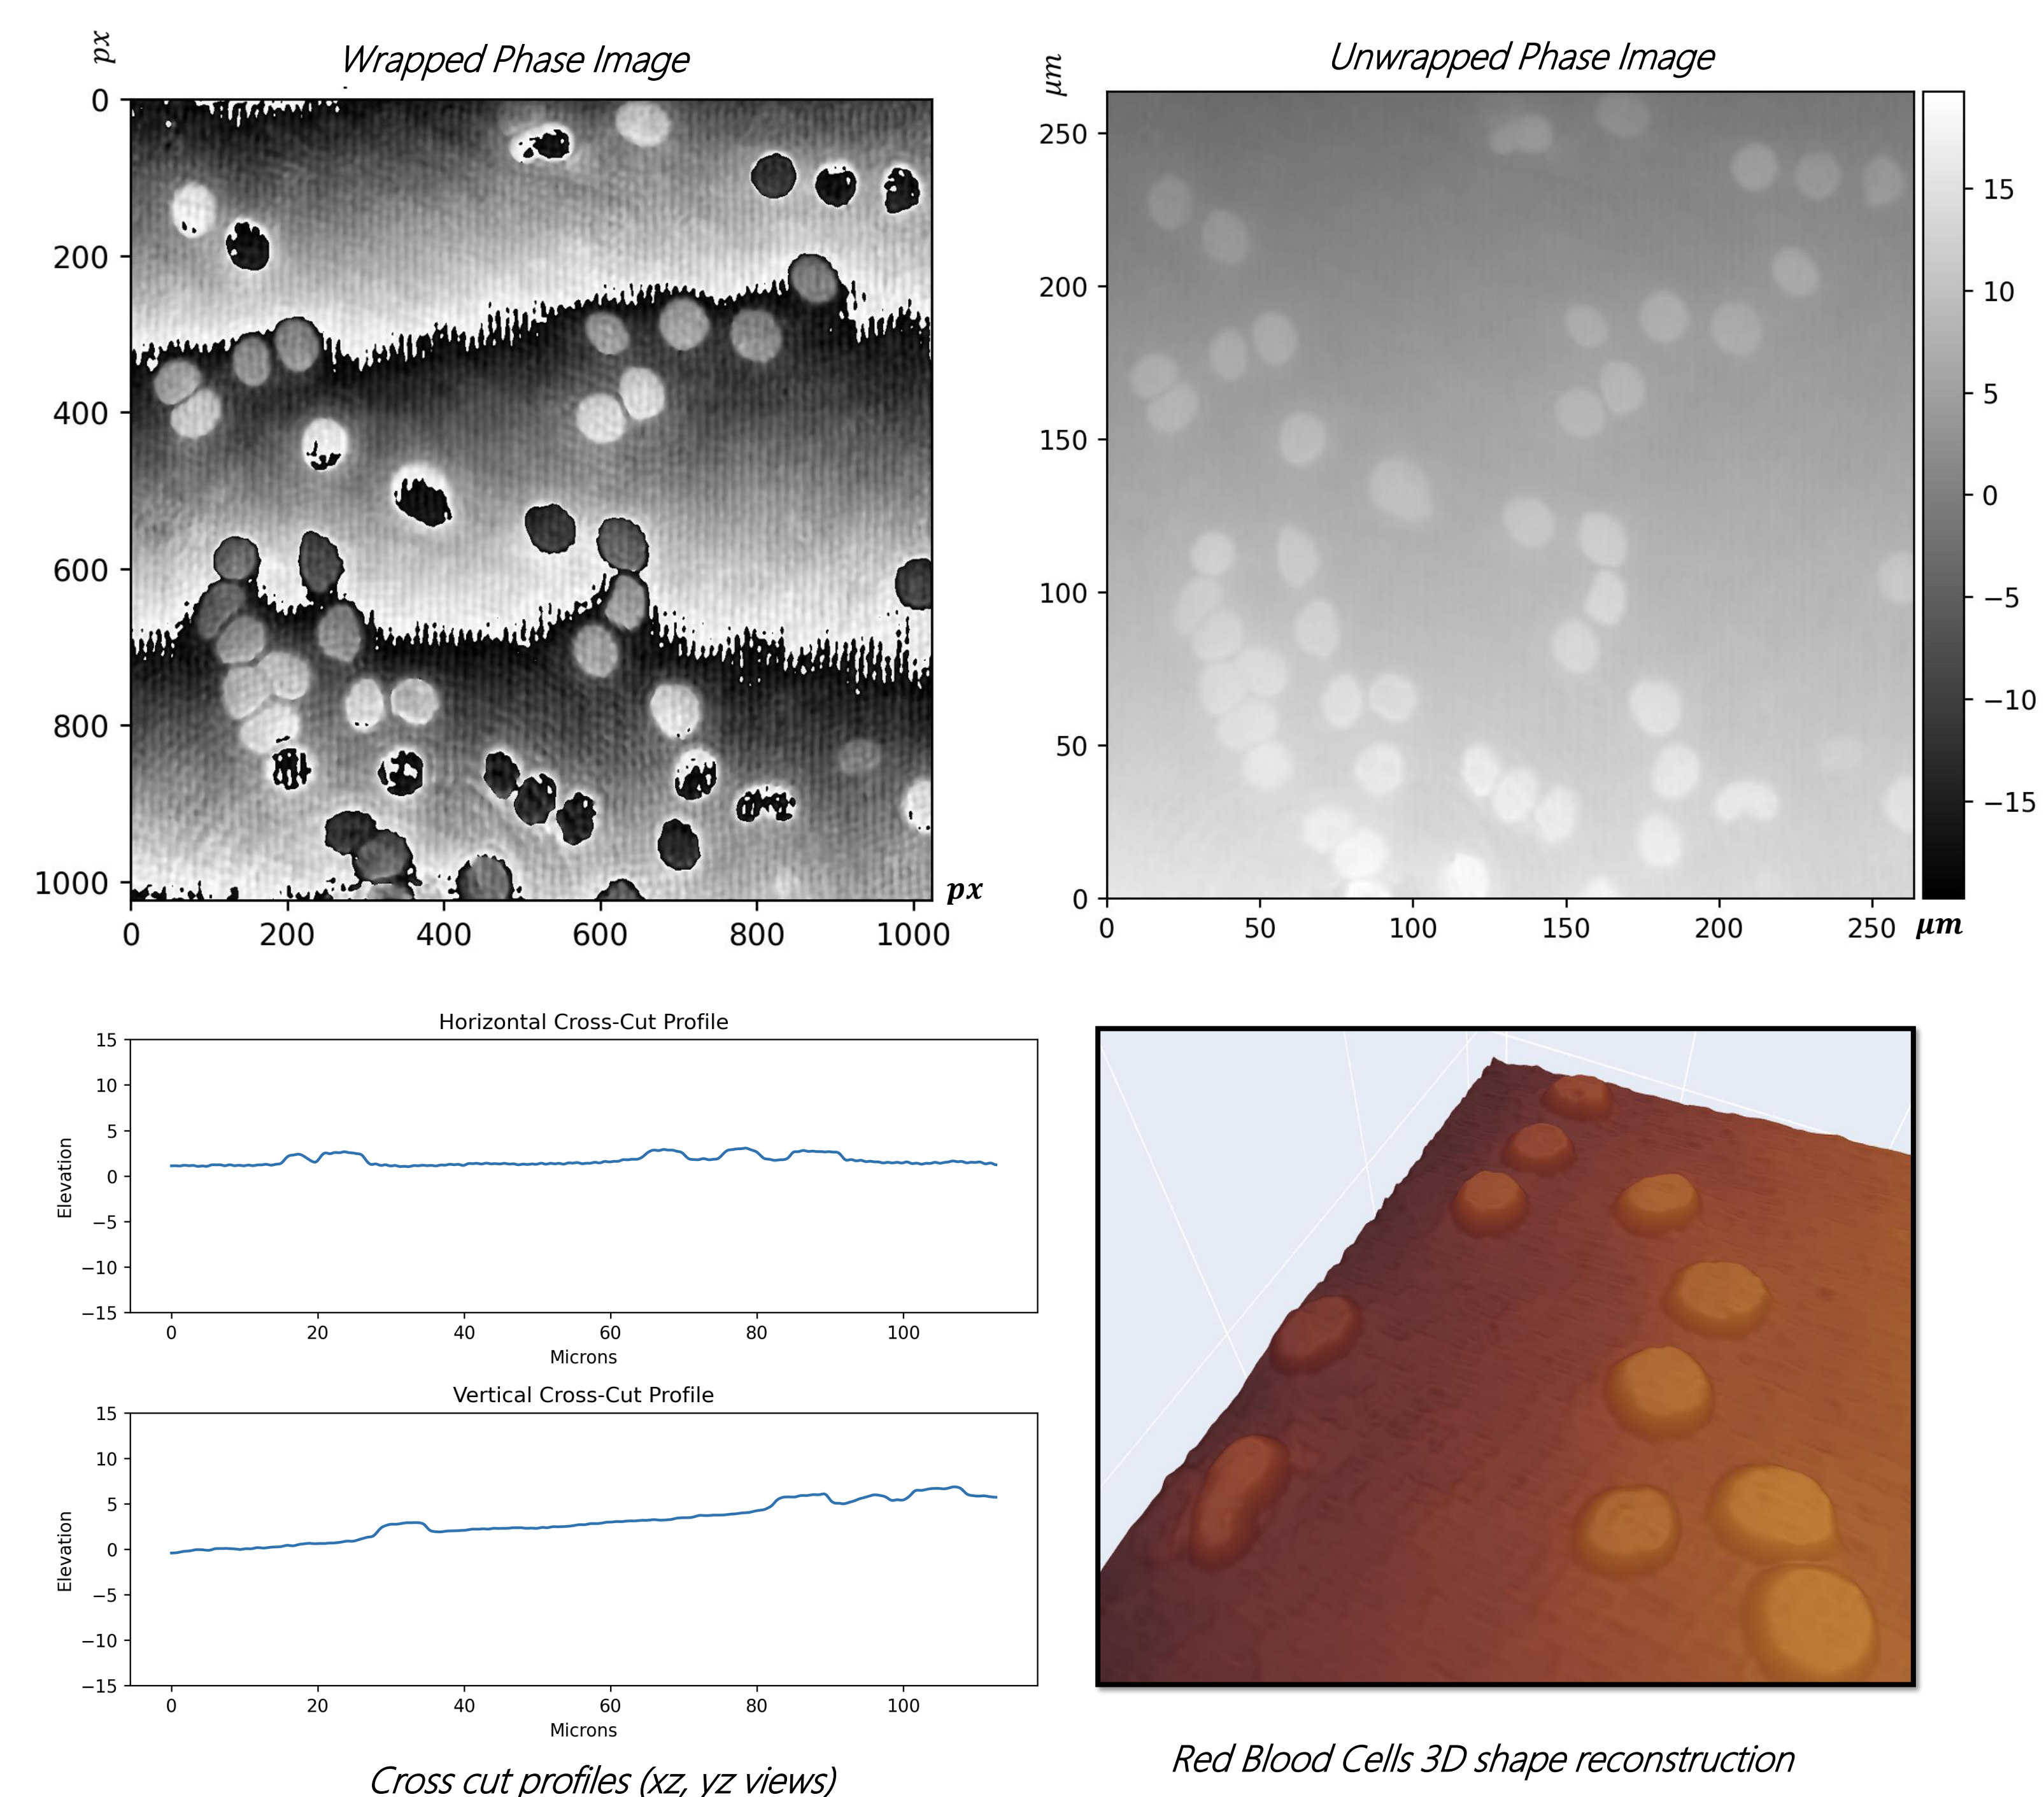 Wrapped Phase Image
px
0
200
400
600
800
1000
0 200 400 600 800 1000
px
Unwrapped Phase Image
μm
250
200
150
100
50
0
0 50 100 150 200 250
μm
15
10
5
0
−5
−10
−15
Horizontal Cross-Cut Profile
Elevation
15
10
5
0
−5
−10
−15
0 20 40 60 80 100
Microns
Vertical Cross-Cut Profile
Elevation
15
10
5
0
−5
−10
−15
0 20 40 60 80 100
Microns
Cross cut profiles (xz, yz views)
Red Blood Cells 3D shape reconstruction